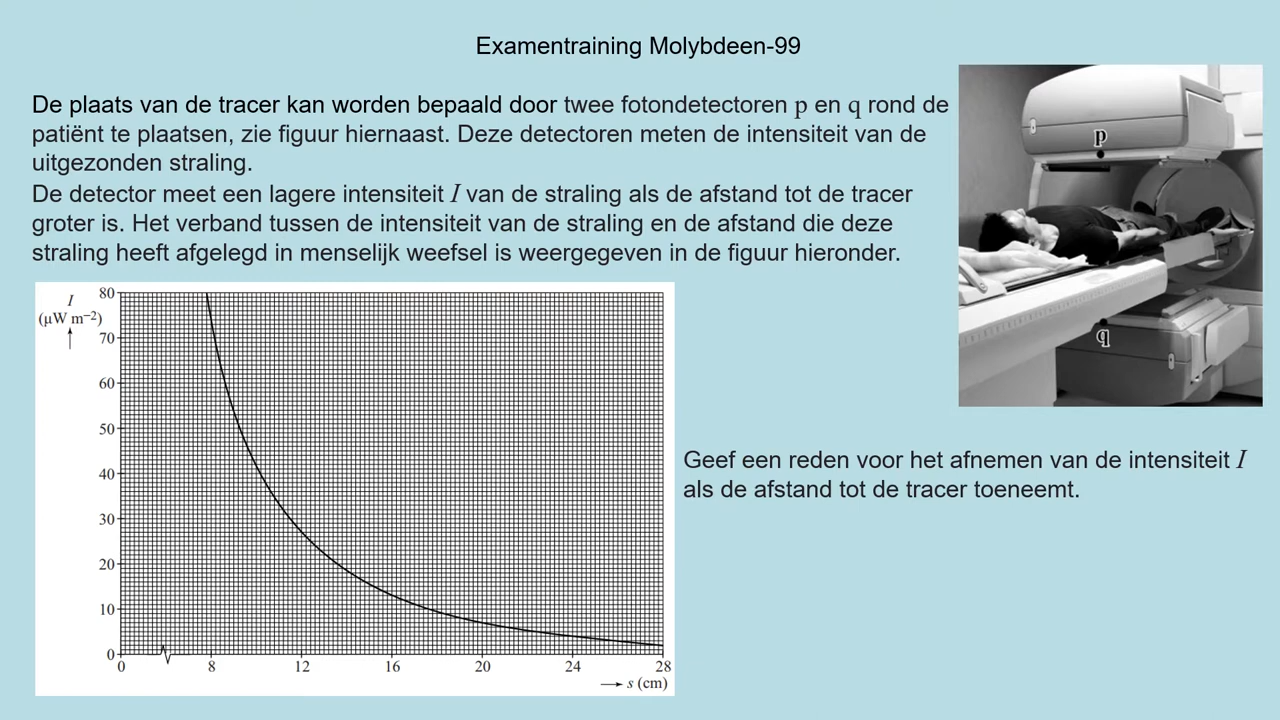 Examentraining Molybdeen-99
De plaats van de tracer kan worden bepaald door twee fotondetectoren p en q rond de
patiënt te plaatsen, zie figuur hiernaast. Deze detectoren meten de intensiteit van de
uitgezonden straling.
De detector meet een lagere intensiteit I van de straling als de afstand tot de tracer
groter is. Het verband tussen de intensiteit van de straling en de afstand die deze
straling heeft afgelegd in menselijk weefsel is weergegeven in de figuur hieronder.
p
q
I
(µW m⁻²)
80
70
60
50
40
30
20
10
0
0 8 12 16 20 24 28
s (cm)
Geef een reden voor het afnemen van de intensiteit I
als de afstand tot de tracer toeneemt.